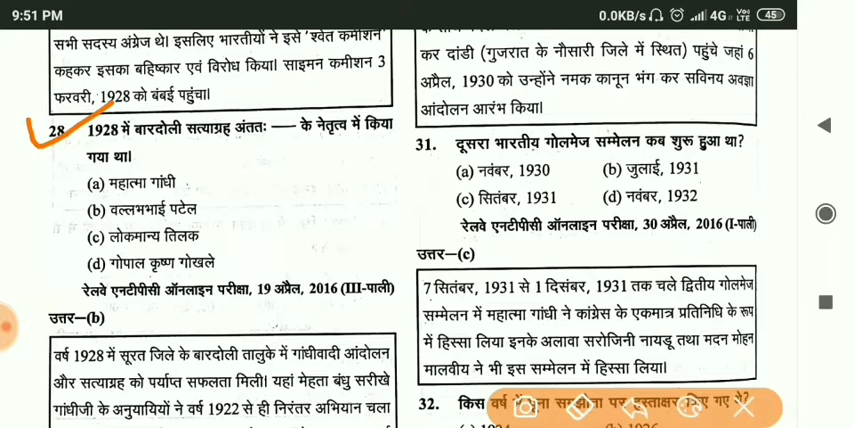 9:51 PM
0.0KB/s 4G VoLTE 45
सभी सदस्य अंग्रेज थे। इसलिए भारतीयों ने इसे 'श्वेत कमीशन'
कहकर इसका बहिष्कार एवं विरोध किया। साइमन कमीशन 3
फरवरी, 1928 को बंबई पहुंचा।
28 1928 में बारदोली सत्याग्रह अंततः —— के नेतृत्व में किया
गया था।
(a) महात्मा गांधी
(b) वल्लभभाई पटेल
(c) लोकमान्य तिलक
(d) गोपाल कृष्ण गोखले
रेलवे एनटीपीसी ऑनलाइन परीक्षा, 19 अप्रैल, 2016 (III-पाली)
उत्तर—(b)
वर्ष 1928 में सूरत जिले के बारदोली तालुके में गांधीवादी आंदोलन
और सत्याग्रह को पर्याप्त सफलता मिली। यहां मेहता बंधु सरीखे
गांधीजी के अनुयायियों ने वर्ष 1922 से ही निरंतर अभियान चला
कर दांडी (गुजरात के नौसारी जिले में स्थित) पहुंचे जहां 6
अप्रैल, 1930 को उन्होंने नमक कानून भंग कर सविनय अवज्ञा
आंदोलन आरंभ किया।
31. दूसरा भारतीय गोलमेज सम्मेलन कब शुरू हुआ था?
(a) नवंबर, 1930 (b) जुलाई, 1931
(c) सितंबर, 1931 (d) नवंबर, 1932
रेलवे एनटीपीसी ऑनलाइन परीक्षा, 30 अप्रैल, 2016 (I-पाली)
उत्तर—(c)
7 सितंबर, 1931 से 1 दिसंबर, 1931 तक चले द्वितीय गोलमेज
सम्मेलन में महात्मा गांधी ने कांग्रेस के एकमात्र प्रतिनिधि के रूप
में हिस्सा लिया इनके अलावा सरोजिनी नायडू तथा मदन मोहन
मालवीय ने भी इस सम्मेलन में हिस्सा लिया।
32. किस वर्ष में पूना समझौता पर हस्ताक्षर किए गए थे?